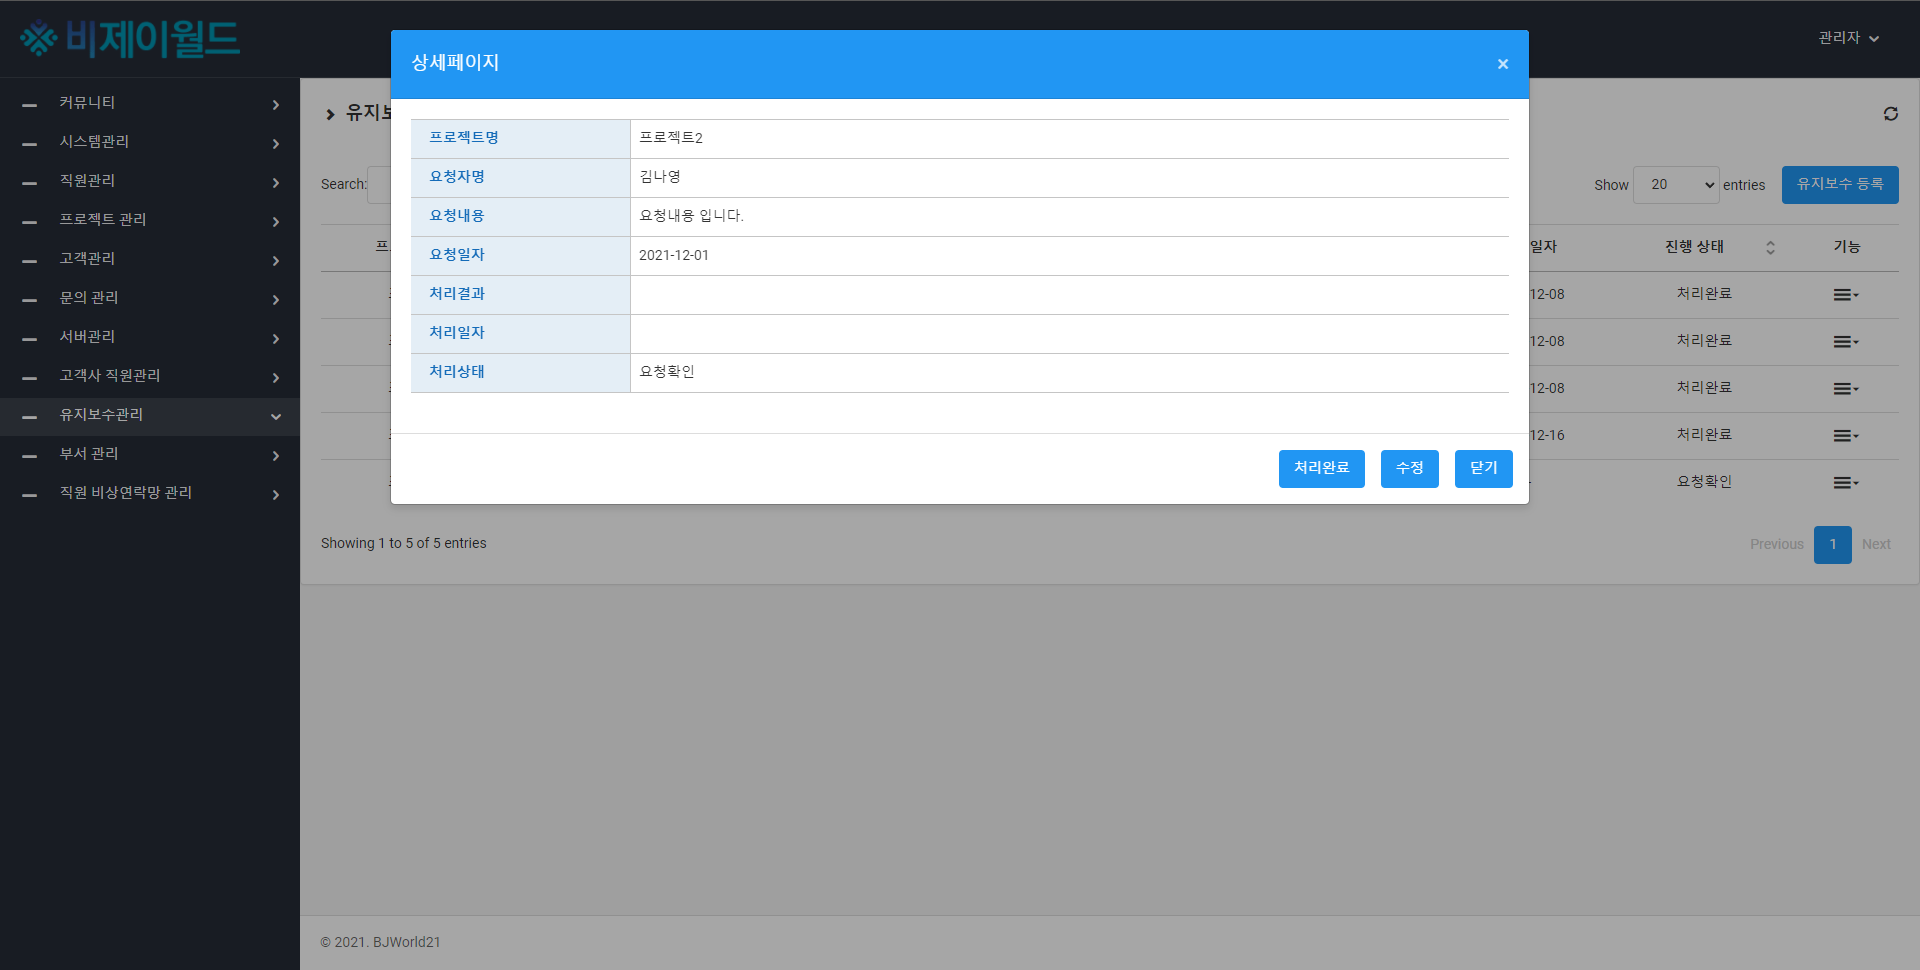 비제이월드
관리자
커뮤니티
시스템관리
직원관리
프로젝트 관리
고객관리
문의 관리
서버관리
고객사 직원관리
유지보수관리
부서 관리
직원 비상연락망 관리
상세페이지 ×
프로젝트명 프로젝트2
요청자명 김나영
요청내용 요청내용 입니다.
요청일자 2021-12-01
처리결과
처리일자
처리상태 요청확인
처리완료 수정 닫기
유지보
Search: Show 20 entries 유지보수 등록
일자 진행 상태 기능
12-08 처리완료
12-08 처리완료
12-08 처리완료
12-16 처리완료
요청확인
Showing 1 to 5 of 5 entries
Previous 1 Next
© 2021. BJWorld21